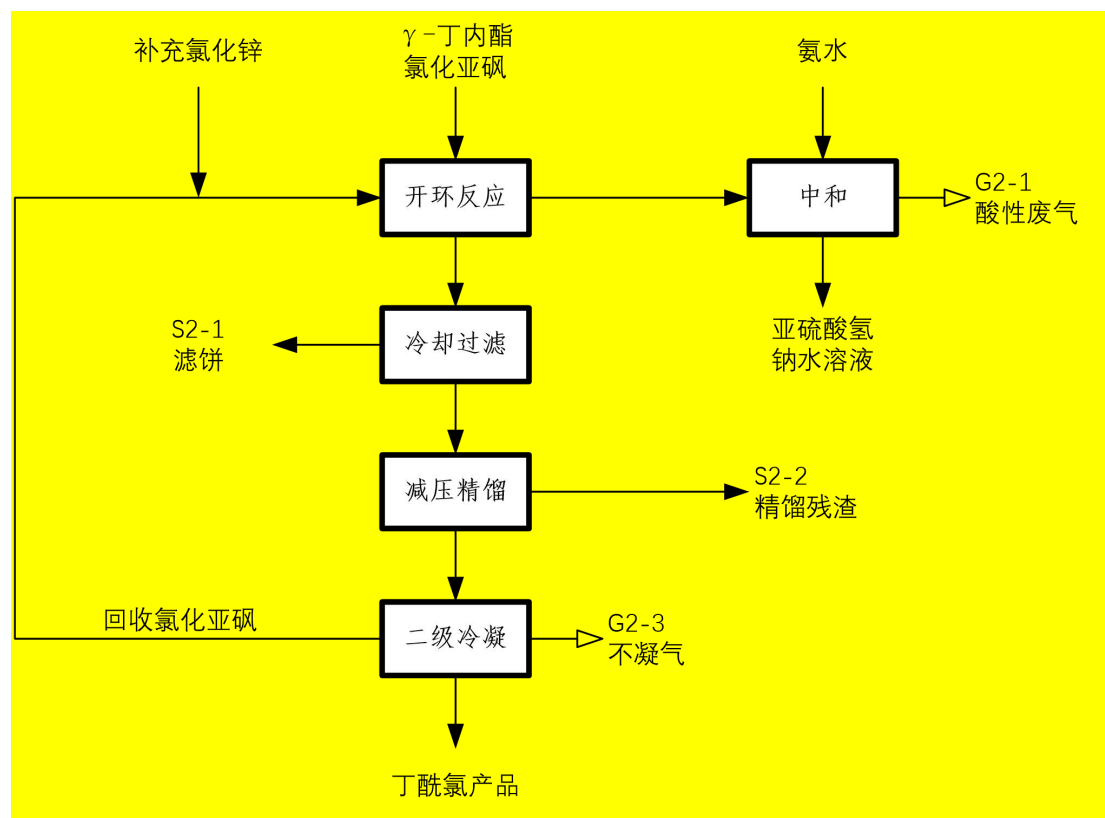 补充氯化锌
γ-丁内酯
氯化亚砜
氨水
开环反应
中和
G2-1
酸性废气
S2-1
滤饼
冷却过滤
亚硫酸氢
钠水溶液
减压精馏
S2-2
精馏残渣
回收氯化亚砜
二级冷凝
G2-3
不凝气
丁酰氯产品